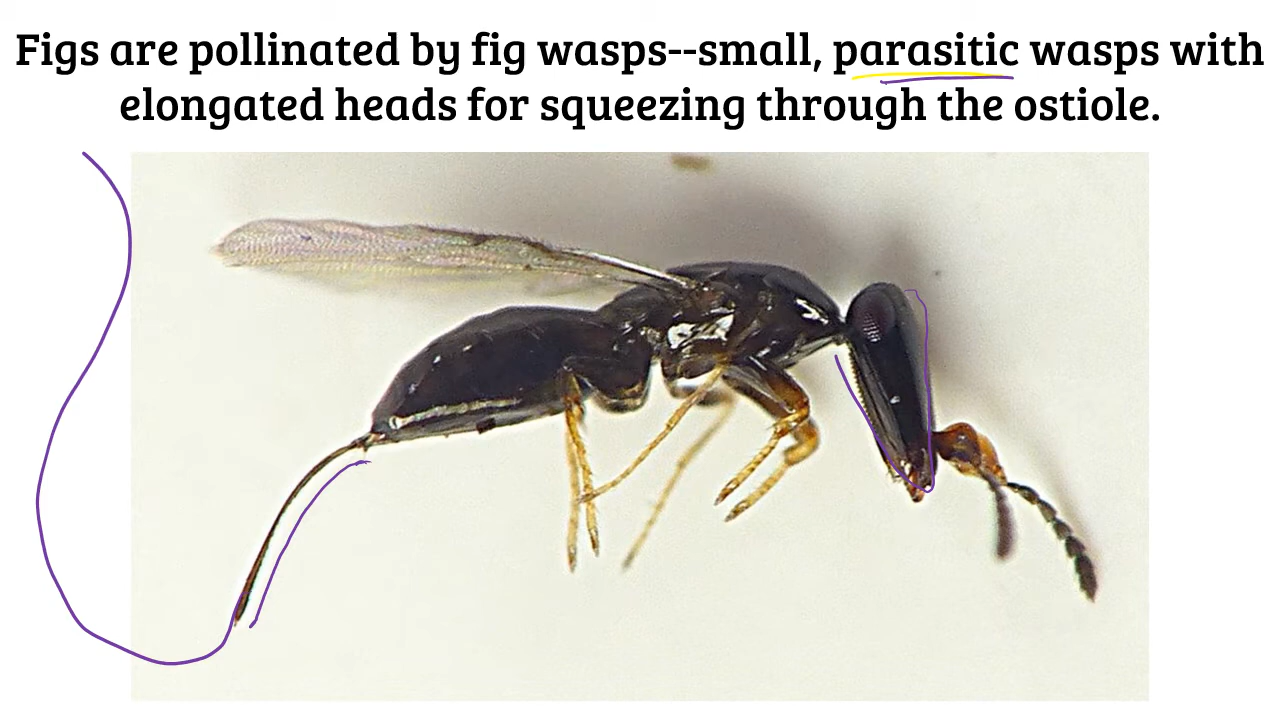 Figs are pollinated by fig wasps--small, parasitic wasps with
elongated heads for squeezing through the ostiole.